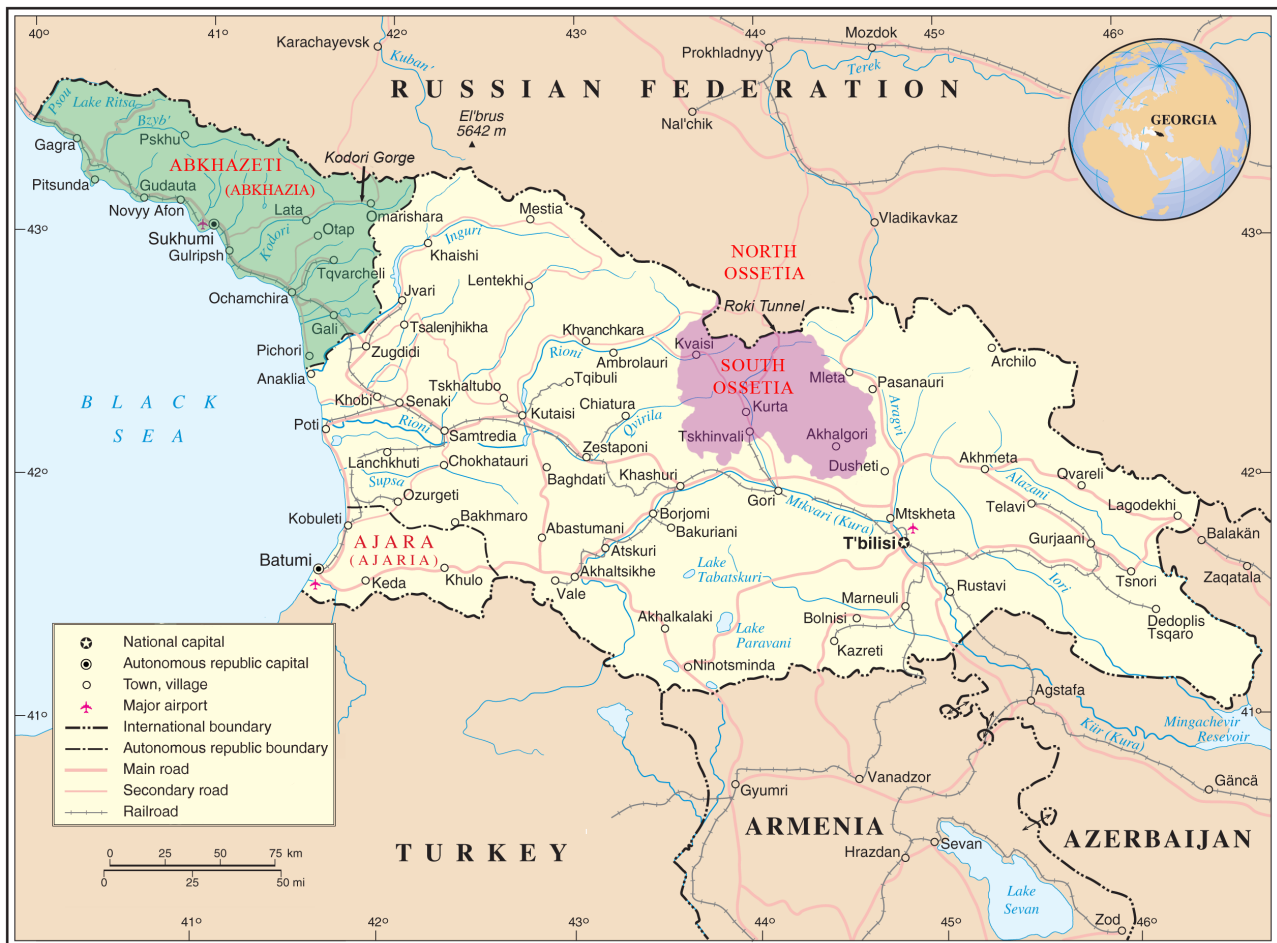 40° 41° 42° 43° 44° 45°
Karachayevsk
Kuban'
Prokhladnyy
Mozdok
Terek
RUSSIAN FEDERATION
GEORGIA
El'brus
5642 m
Nal'chik
Psou
Lake Ritsa
Bzyb'
Gagra
Pskhu
Kodori Gorge
ABKHAZETI
(ABKHAZIA)
Pitsunda
Gudauta
Novyy Afon
Lata
Omarishara
Mestia
Vladikavkaz
43°
43°
Sukhumi
Kodori
Otap
Inguri
Gulripsh
Khaishi
NORTH
OSSETIA
Tqvarcheli
Lentekhi
Ochamchira
Jvari
Roki Tunnel
Gali
Tsalenjhikha
Khvanchkara
Kvaisi
Pichori
Zugdidi
Rioni
Ambrolauri
SOUTH
OSSETIA
Archilo
Anaklia
Tqibuli
Mleta
Pasanauri
Tskhaltubo
BLACK
SEA
Khobi
Senaki
Kutaisi
Chiatura
Kurta
Aragvi
Poti
Rioni
Samtredia
Qvirila
Tskhinvali
Akhalgori
Zestaponi
Lanchkhuti
Chokhatauri
Akhmeta
42°
42°
Supsa
Baghdati
Khashuri
Dusheti
Alazani
Qvareli
Ozurgeti
Gori
Mtkvari (Kura)
Telavi
Lagodekhi
Kobuleti
Bakhmaro
Borjomi
Mtskheta
Abastumani
Bakuriani
Balakän
AJARA
(AJARIA)
Atskuri
T'bilisi
Gurjaani
Batumi
Lake
Tabatskuri
Zaqatala
Keda
Khulo
Akhaltsikhe
Tsnori
Vale
Rustavi
Iori
Marneuli
Akhalkalaki
Bolnisi
Dedoplis
Tsqaro
Lake
Paravani
Kazreti
Ninotsminda
National capital
Autonomous republic capital
Town, village
Major airport
International boundary
Autonomous republic boundary
Main road
Secondary road
Railroad
41°
41°
Agstafa
Kür (Kura)
Mingachevir
Resevoir
Vanadzor
Gäncä
Gyumri
ARMENIA
AZERBAIJAN
TURKEY
Hrazdan
Sevan
Lake
Sevan
Zod
0 25 50 75 km
0 25 50 mi
41° 42° 43° 44° 45° 46°